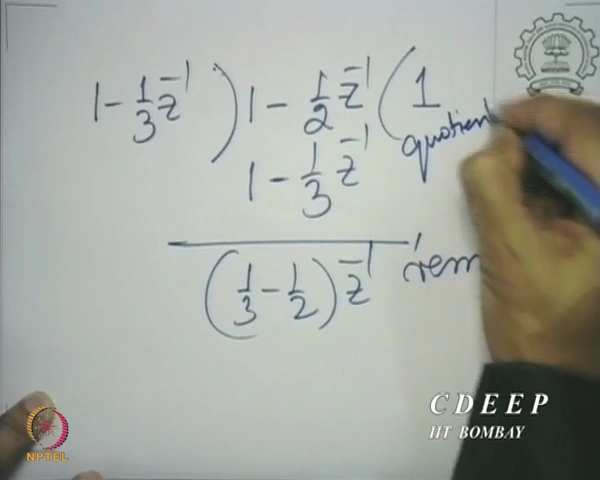 1 - 1/3 z⁻¹ ) 1 - 1/2 z⁻¹ ( 1
quotient
1 - 1/3 z⁻¹
(1/3 - 1/2) z⁻¹ rem
CDEEP
IIT BOMBAY
NPTEL